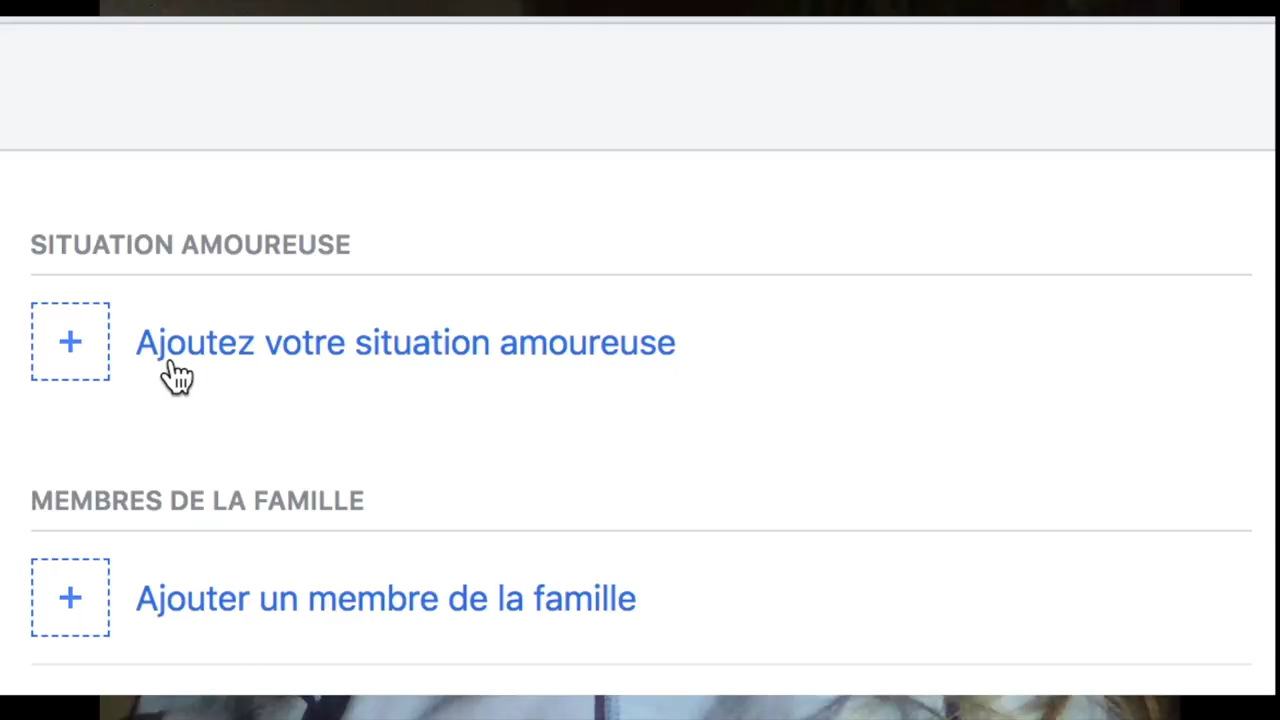 SITUATION AMOUREUSE
+ Ajoutez votre situation amoureuse
MEMBRES DE LA FAMILLE
+ Ajouter un membre de la famille